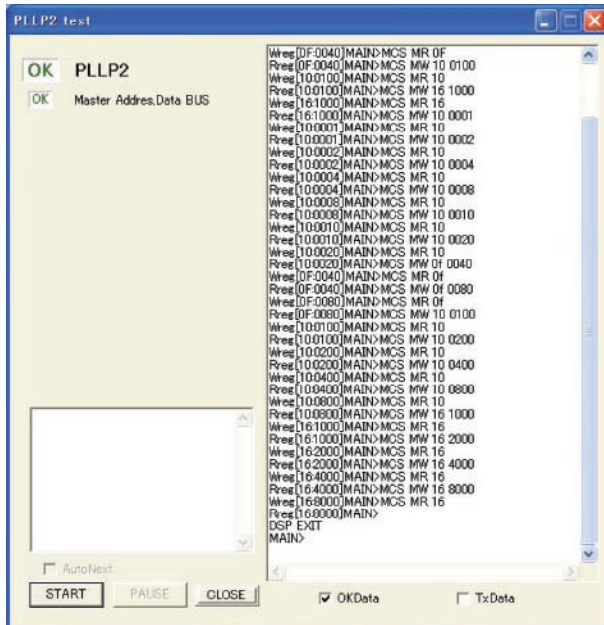 PLLP2 test
OK PLLP2
OK Master Addres,Data BUS
Wreg[0F:0040]MAIN>MCS MR 0F
Rreg[0F:0040]MAIN>MCS MW 10 0100
Wreg[10:0100]MAIN>MCS MR 10
Rreg[10:0100]MAIN>MCS MW 16 1000
Wreg[16:1000]MAIN>MCS MR 16
Rreg[16:1000]MAIN>MCS MW 10 0001
Wreg[10:0001]MAIN>MCS MR 10
Rreg[10:0001]MAIN>MCS MW 10 0002
Wreg[10:0002]MAIN>MCS MR 10
Rreg[10:0002]MAIN>MCS MW 10 0004
Wreg[10:0004]MAIN>MCS MR 10
Rreg[10:0004]MAIN>MCS MW 10 0008
Wreg[10:0008]MAIN>MCS MR 10
Rreg[10:0008]MAIN>MCS MW 10 0010
Wreg[10:0010]MAIN>MCS MR 10
Rreg[10:0010]MAIN>MCS MW 10 0020
Wreg[10:0020]MAIN>MCS MR 10
Rreg[10:0020]MAIN>MCS MW 0f 0040
Wreg[0F:0040]MAIN>MCS MR 0f
Rreg[0F:0040]MAIN>MCS MW 0f 0080
Wreg[0F:0080]MAIN>MCS MR 0f
Rreg[0F:0080]MAIN>MCS MW 10 0100
Wreg[10:0100]MAIN>MCS MR 10
Rreg[10:0100]MAIN>MCS MW 10 0200
Wreg[10:0200]MAIN>MCS MR 10
Rreg[10:0200]MAIN>MCS MW 10 0400
Wreg[10:0400]MAIN>MCS MR 10
Rreg[10:0400]MAIN>MCS MW 10 0800
Wreg[10:0800]MAIN>MCS MR 10
Rreg[10:0800]MAIN>MCS MW 16 1000
Wreg[16:1000]MAIN>MCS MR 16
Rreg[16:1000]MAIN>MCS MW 16 2000
Wreg[16:2000]MAIN>MCS MR 16
Rreg[16:2000]MAIN>MCS MW 16 4000
Wreg[16:4000]MAIN>MCS MR 16
Rreg[16:4000]MAIN>MCS MW 16 8000
Wreg[16:8000]MAIN>MCS MR 16
Rreg[16:8000]MAIN>
DSP EXIT
MAIN>
AutoNext
START PAUSE CLOSE OKData TxData